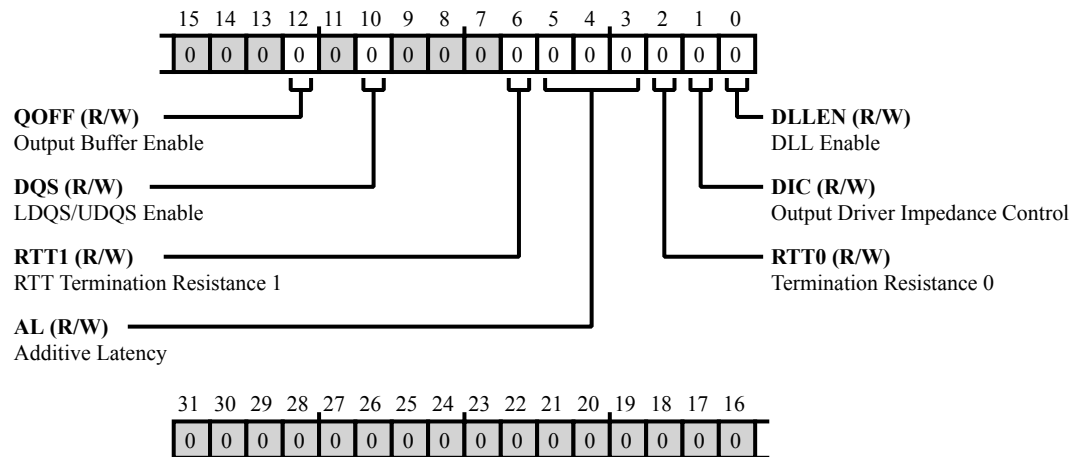 15 14 13 12 11 10 9 8 7 6 5 4 3 2 1 0
0 0 0 0 0 0 0 0 0 0 0 0 0 0 0 0
QOFF (R/W)
Output Buffer Enable
DQS (R/W)
LDQS/UDQS Enable
RTT1 (R/W)
RTT Termination Resistance 1
AL (R/W)
Additive Latency
DLLEN (R/W)
DLL Enable
DIC (R/W)
Output Driver Impedance Control
RTT0 (R/W)
Termination Resistance 0
31 30 29 28 27 26 25 24 23 22 21 20 19 18 17 16
0 0 0 0 0 0 0 0 0 0 0 0 0 0 0 0